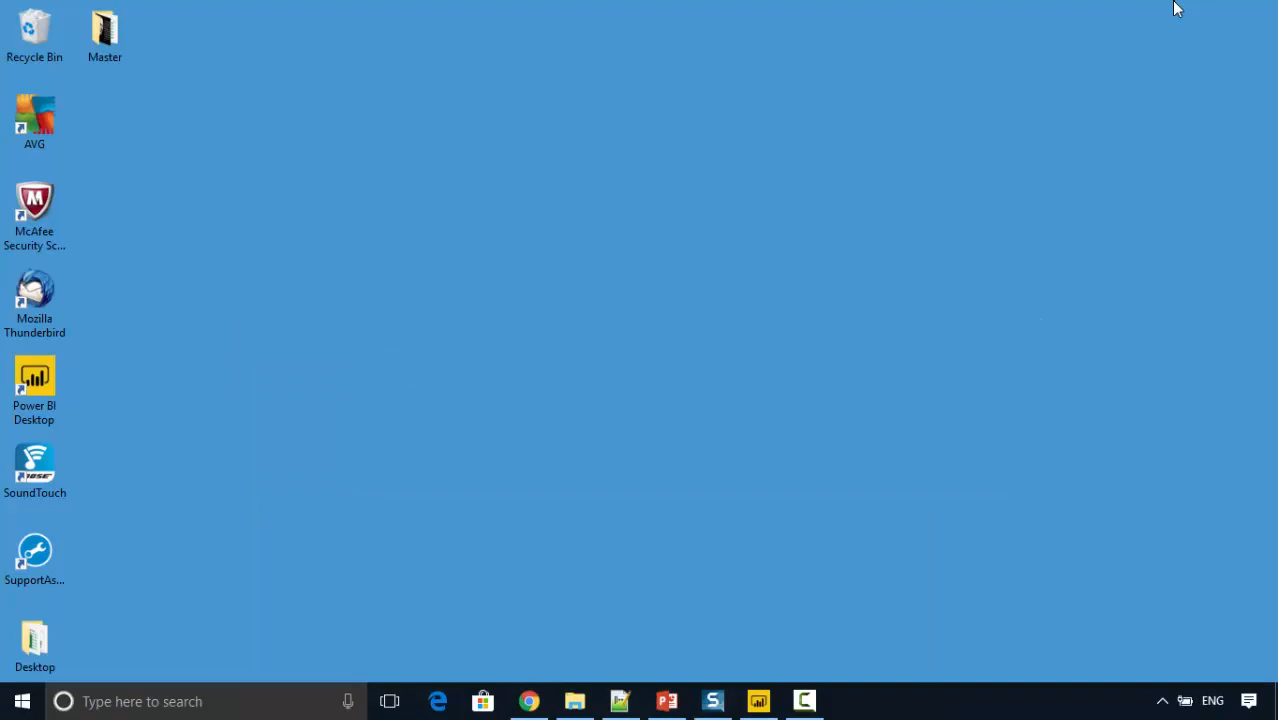 Recycle Bin
Master
AVG
McAfee
Security Sc...
Mozilla
Thunderbird
Power BI
Desktop
BOSE
SoundTouch
SupportAs...
Desktop
Type here to search
ENG